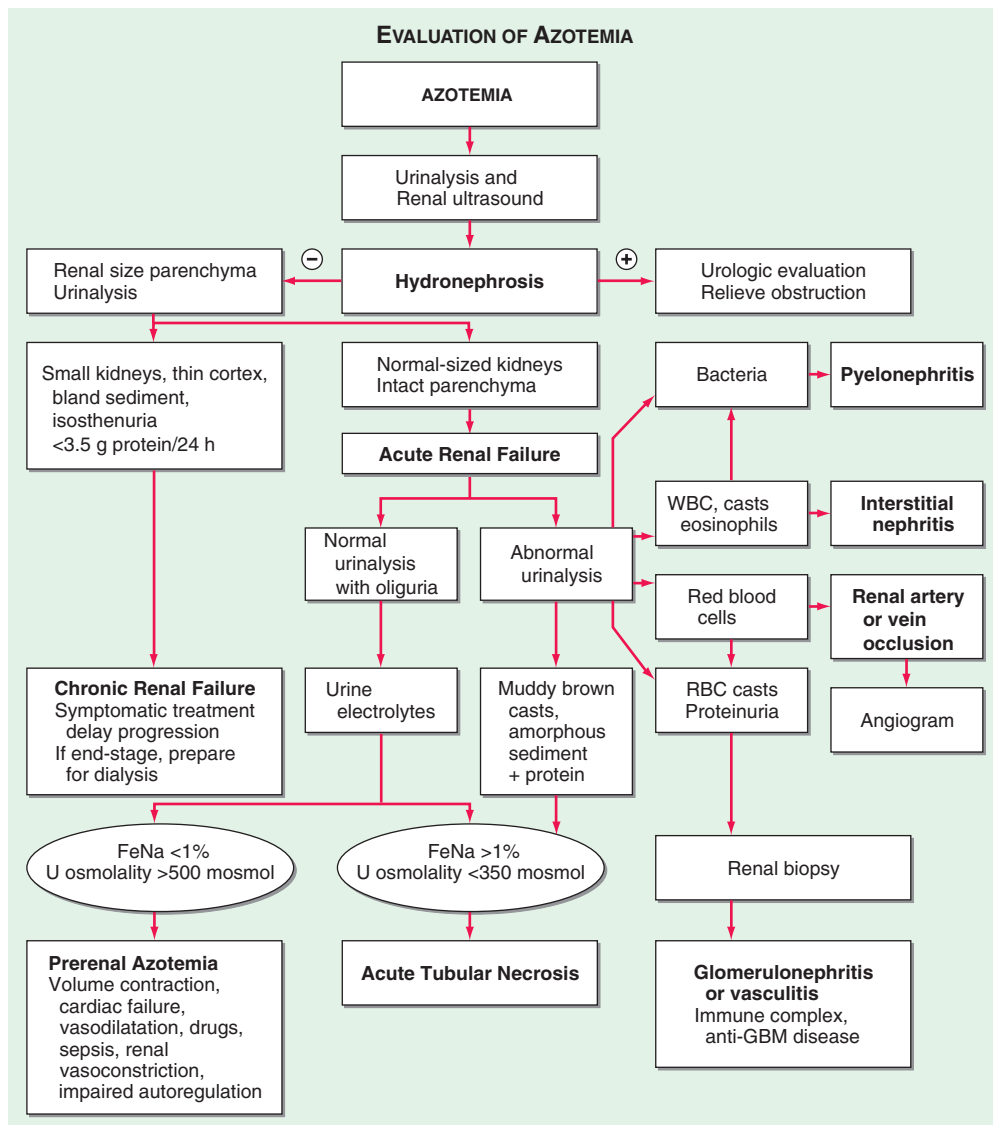 EVALUATION OF AZOTEMIA
AZOTEMIA
Urinalysis and
Renal ultrasound
Renal size parenchyma
Urinalysis
−
Hydronephrosis
+
Urologic evaluation
Relieve obstruction
Small kidneys, thin cortex,
bland sediment,
isosthenuria
<3.5 g protein/24 h
Normal-sized kidneys
Intact parenchyma
Bacteria
Pyelonephritis
Acute Renal Failure
WBC, casts
eosinophils
Interstitial
nephritis
Normal
urinalysis
with oliguria
Abnormal
urinalysis
Red blood
cells
Renal artery
or vein
occlusion
Chronic Renal Failure
Symptomatic treatment
delay progression
If end-stage, prepare
for dialysis
Urine
electrolytes
Muddy brown
casts,
amorphous
sediment
+ protein
RBC casts
Proteinuria
Angiogram
FeNa <1%
U osmolality >500 mosmol
FeNa >1%
U osmolality <350 mosmol
Renal biopsy
Prerenal Azotemia
Volume contraction,
cardiac failure,
vasodilatation, drugs,
sepsis, renal
vasoconstriction,
impaired autoregulation
Acute Tubular Necrosis
Glomerulonephritis
or vasculitis
Immune complex,
anti-GBM disease